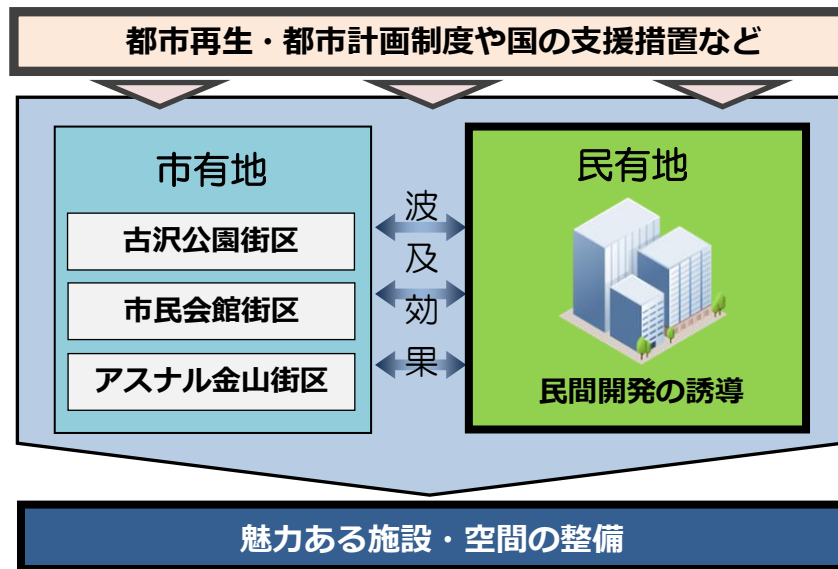 都市再生・都市計画制度や国の支援措置など
市有地
古沢公園街区
市民会館街区
アスナル金山街区
波及効果
民有地
民間開発の誘導
魅力ある施設・空間の整備